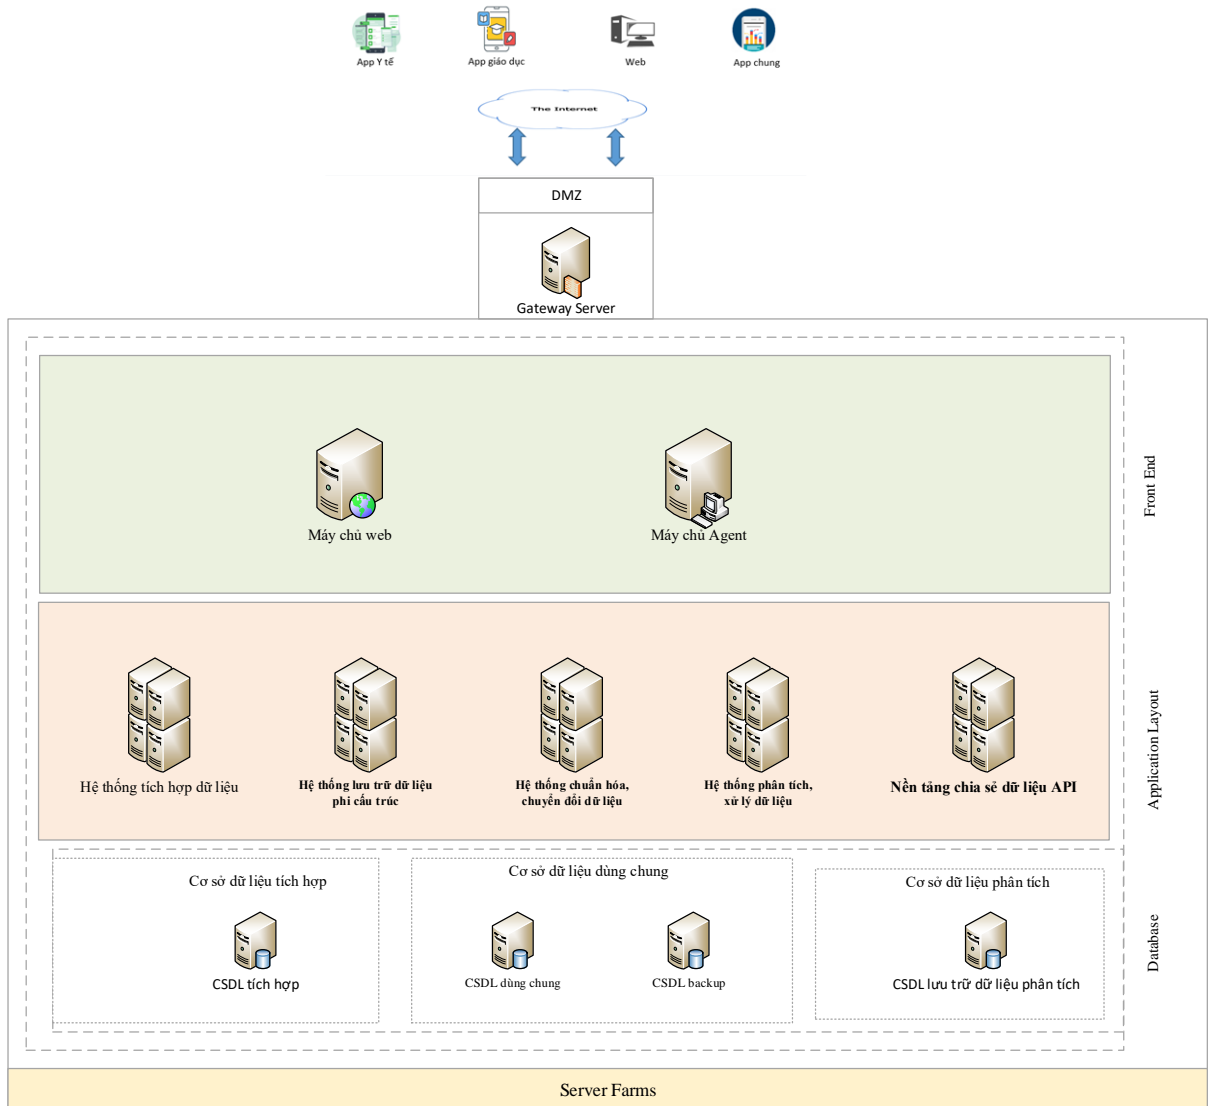 App Y tế
App giáo dục
Web
App chung
The Internet
DMZ
Gateway Server
Máy chủ web
Máy chủ Agent
Front End
Hệ thống tích hợp dữ liệu
Hệ thống lưu trữ dữ liệu
phi cấu trúc
Hệ thống chuẩn hóa,
chuyển đổi dữ liệu
Hệ thống phân tích,
xử lý dữ liệu
Nền tảng chia sẻ dữ liệu API
Application Layout
Cơ sở dữ liệu tích hợp
CSDL tích hợp
Cơ sở dữ liệu dùng chung
CSDL dùng chung
CSDL backup
Cơ sở dữ liệu phân tích
CSDL lưu trữ dữ liệu phân tích
Database
Server Farms